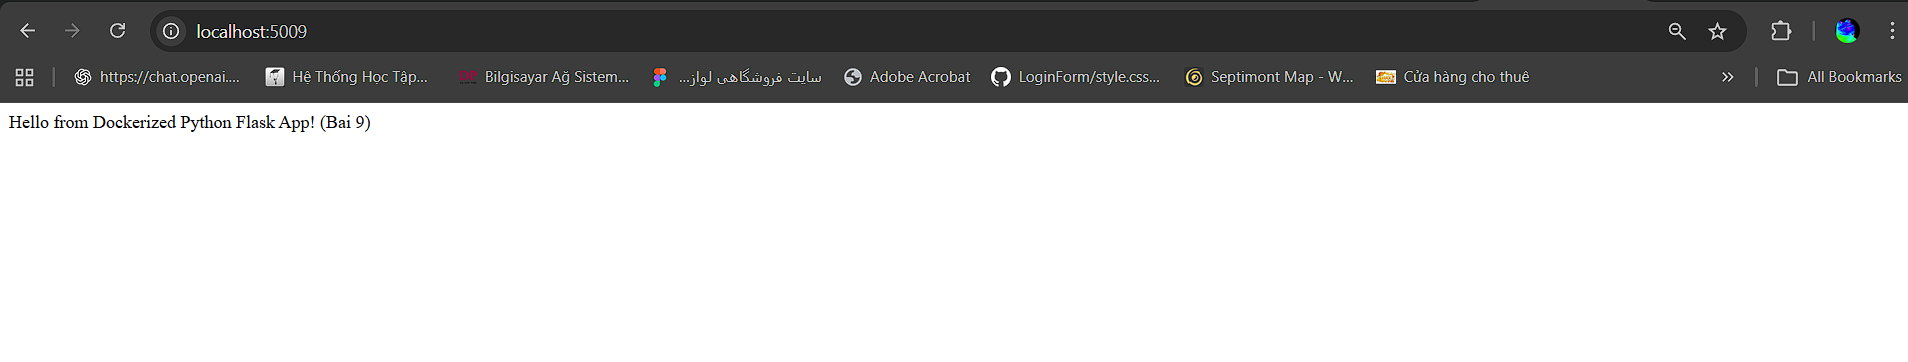 localhost:5009
https://chat.openai.... Hệ Thống Học Tập... Bilgisayar Ağ Sistem... سایت فروشگاهی لواز... Adobe Acrobat LoginForm/style.css... Septimont Map - W... Cửa hàng cho thuê » All Bookmarks
Hello from Dockerized Python Flask App! (Bai 9)